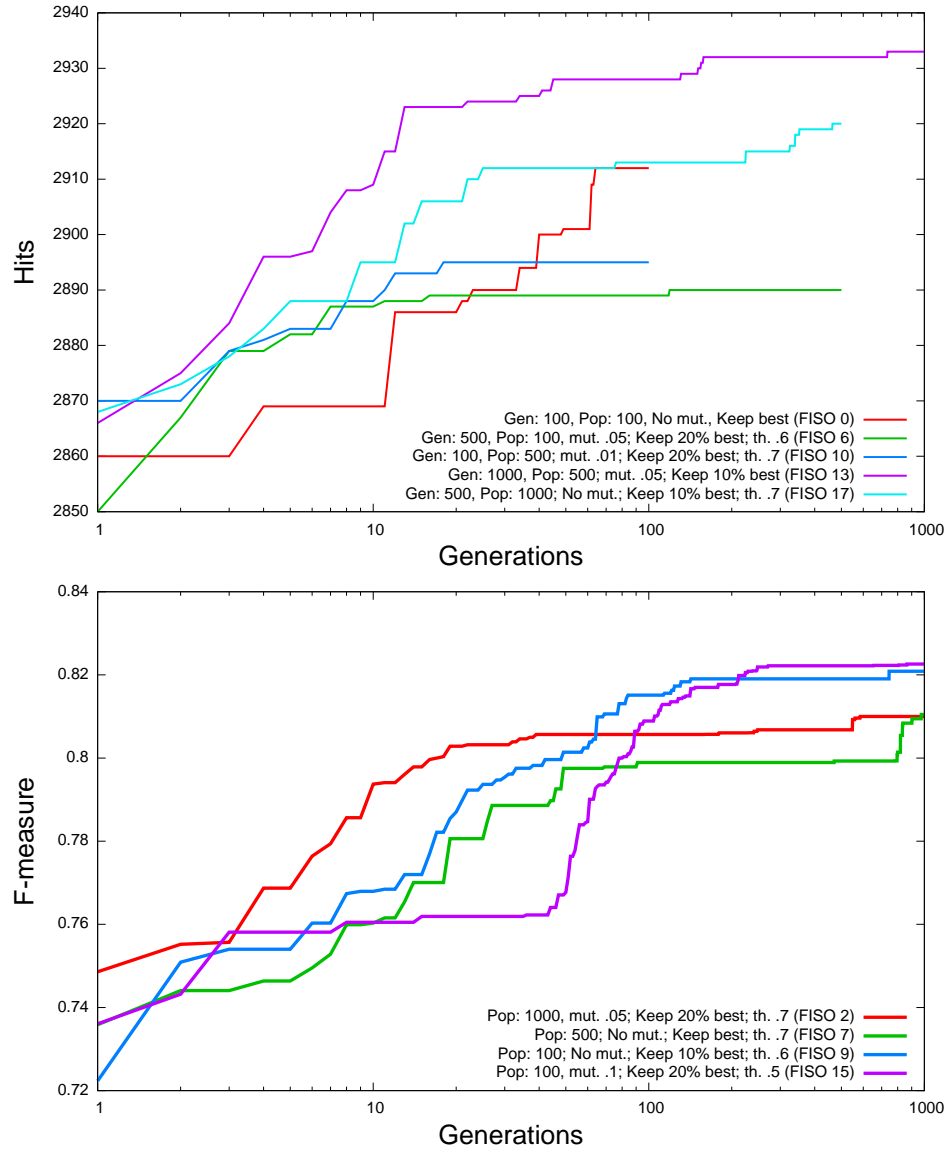 2940
2930
2920
2910
2900
2890
2880
2870
2860
2850
Hits
Gen: 100, Pop: 100, No mut., Keep best (FISO 0)
Gen: 500, Pop: 100, mut. .05; Keep 20% best; th. .6 (FISO 6)
Gen: 100, Pop: 500; mut. .01; Keep 20% best; th. .7 (FISO 10)
Gen: 1000, Pop: 500; mut. .05; Keep 10% best (FISO 13)
Gen: 500, Pop: 1000; No mut.; Keep 10% best; th. .7 (FISO 17)
1 10 100 1000
Generations
0.84
0.82
0.8
0.78
0.76
0.74
0.72
F-measure
Pop: 1000, mut. .05; Keep 20% best; th. .7 (FISO 2)
Pop: 500; No mut.; Keep best; th. .7 (FISO 7)
Pop: 100; No mut.; Keep 10% best; th. .6 (FISO 9)
Pop: 100, mut. .1; Keep 20% best; th. .5 (FISO 15)
1 10 100 1000
Generations